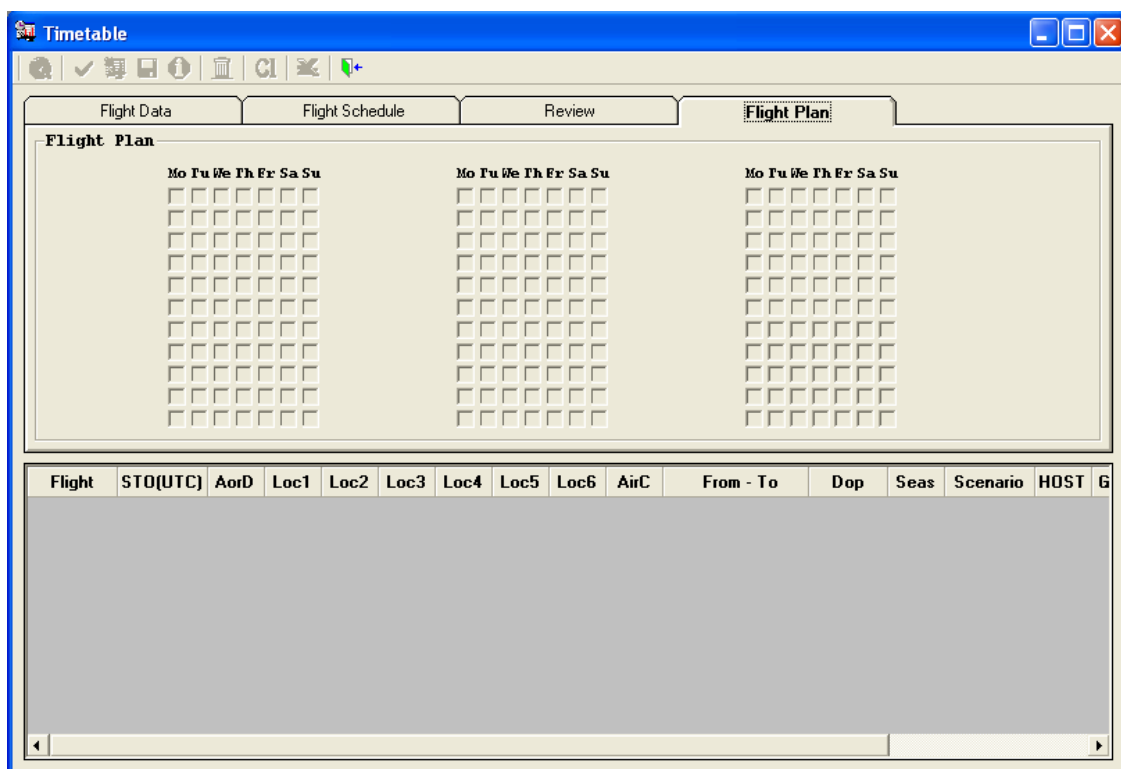 Timetable
CI
Flight Data Flight Schedule Review Flight Plan
Flight Plan
Mo Tu We Th Fr Sa Su Mo Tu We Th Fr Sa Su Mo Tu We Th Fr Sa Su
Flight STO(UTC) AorD Loc1 Loc2 Loc3 Loc4 Loc5 Loc6 AirC From - To Dop Seas Scenario HOST G